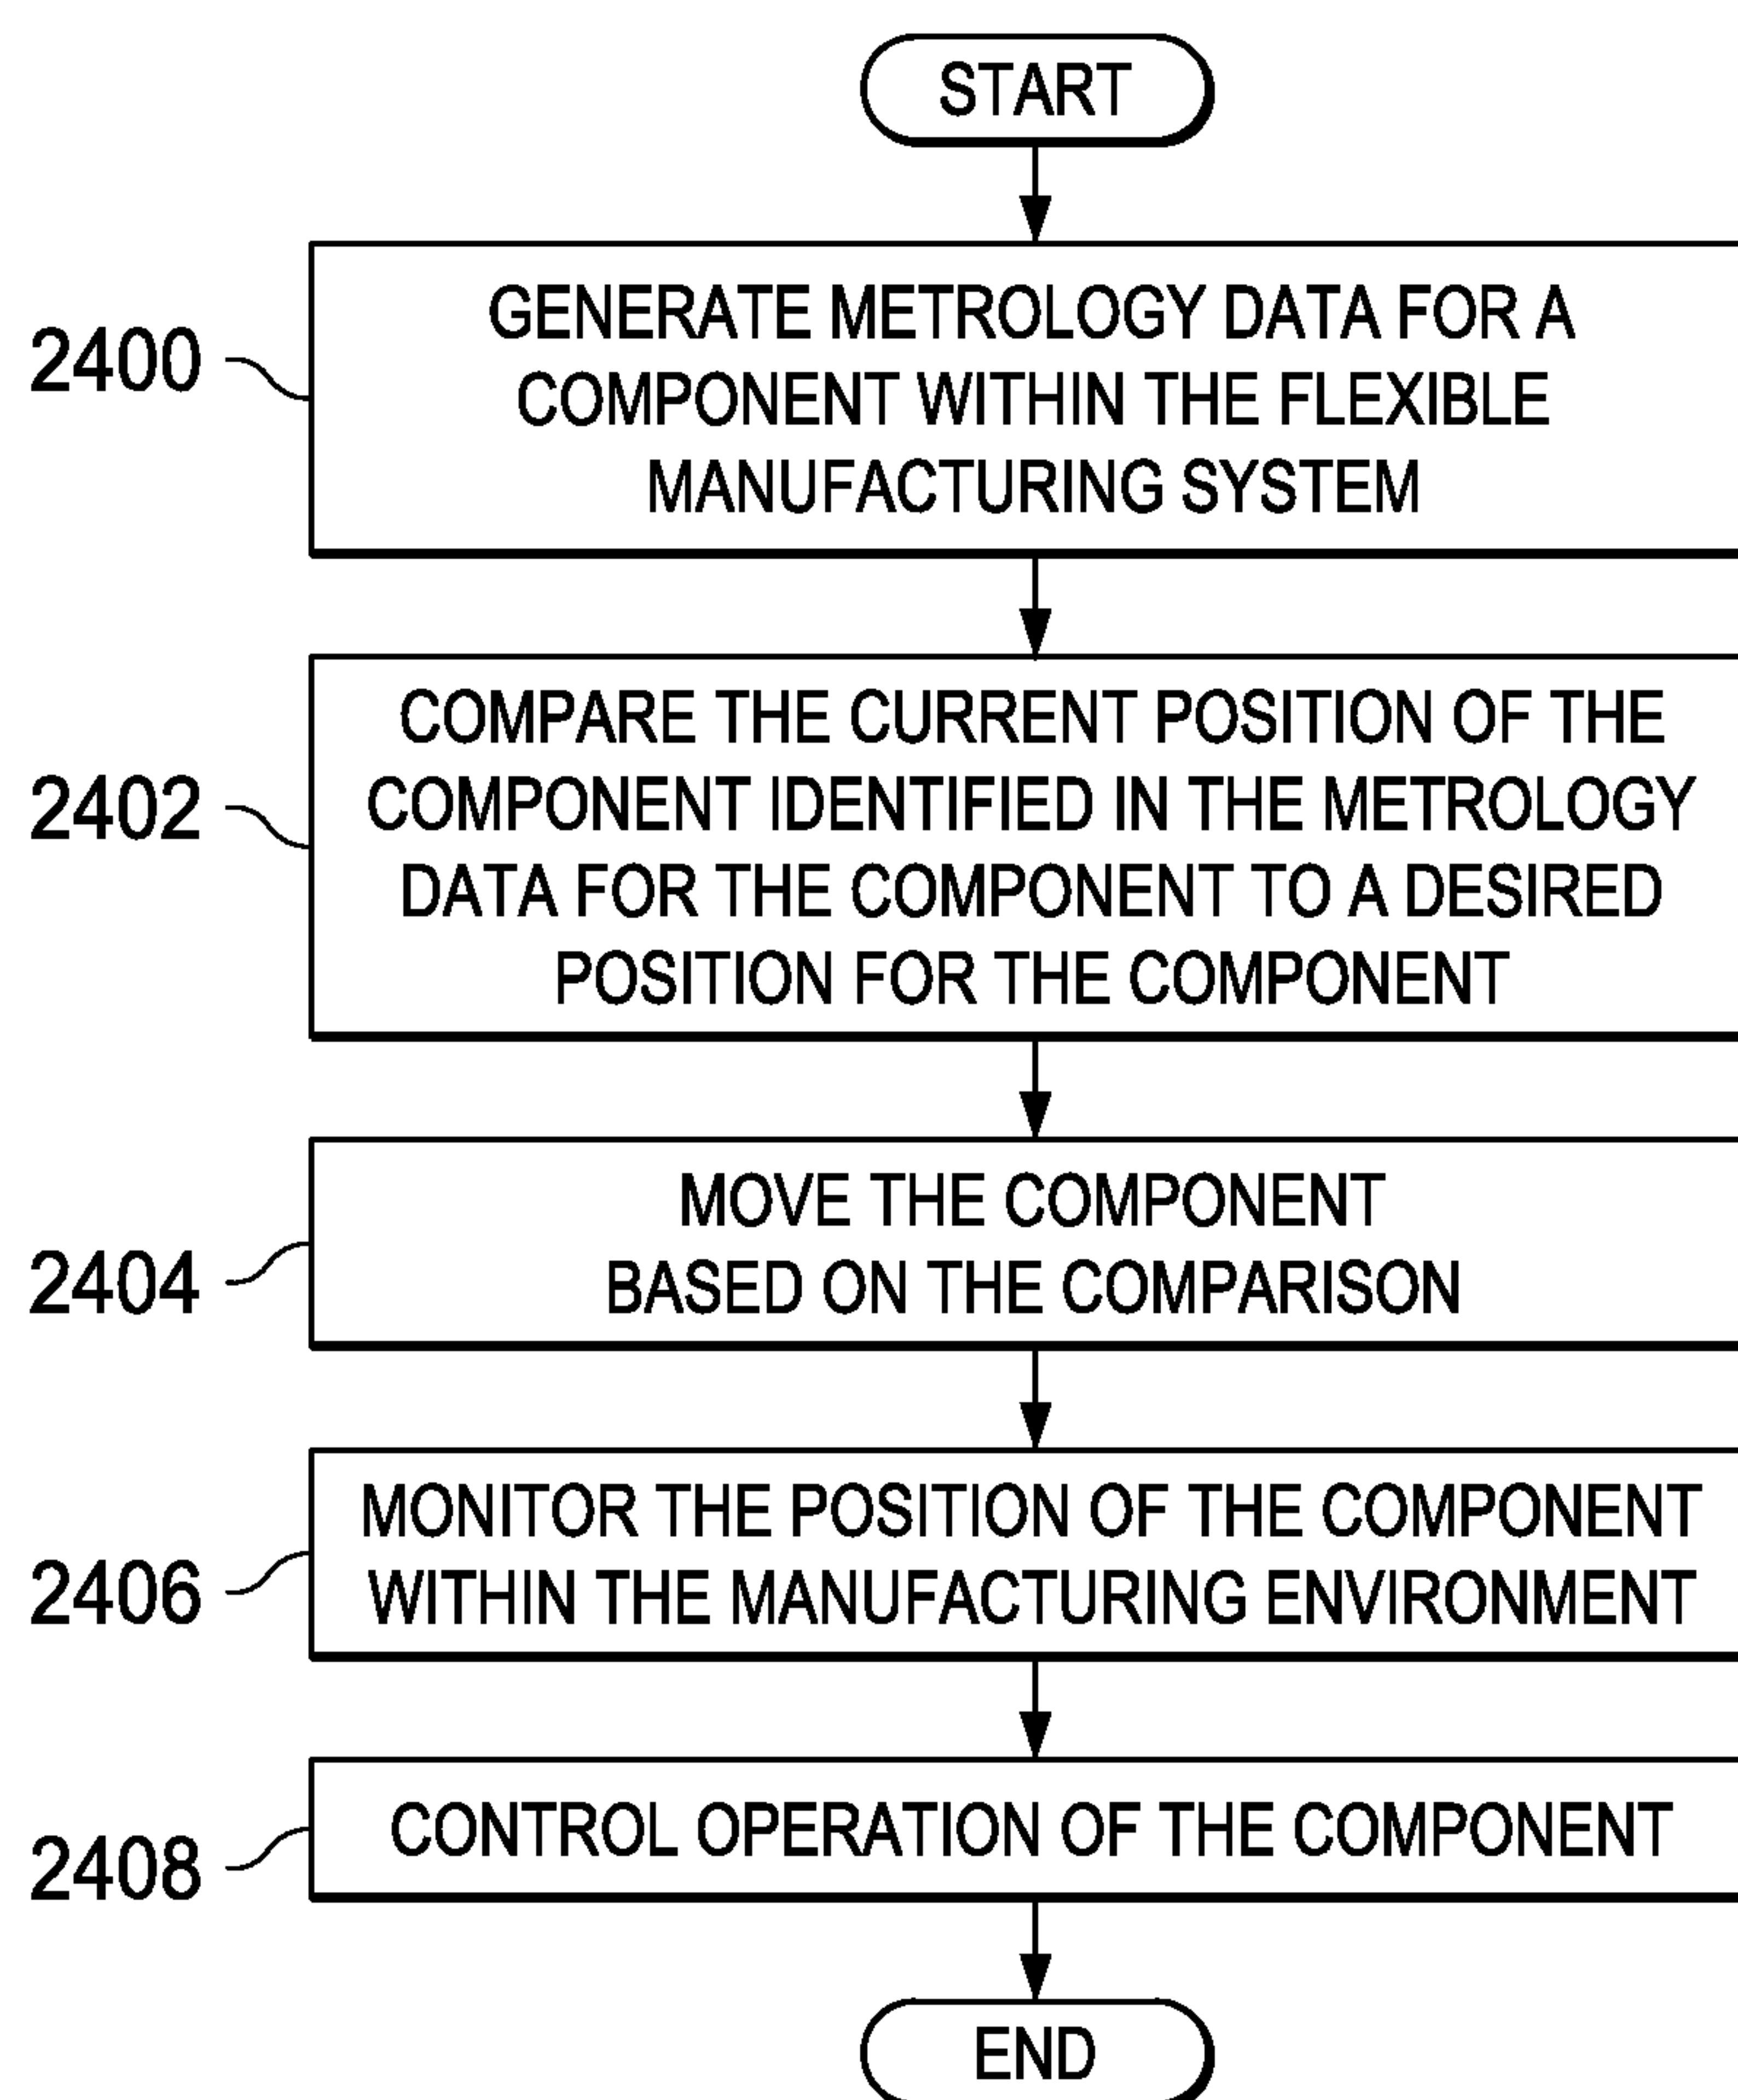 START
2400
GENERATE METROLOGY DATA FOR A
COMPONENT WITHIN THE FLEXIBLE
MANUFACTURING SYSTEM
2402
COMPARE THE CURRENT POSITION OF THE
COMPONENT IDENTIFIED IN THE METROLOGY
DATA FOR THE COMPONENT TO A DESIRED
POSITION FOR THE COMPONENT
2404
MOVE THE COMPONENT
BASED ON THE COMPARISON
2406
MONITOR THE POSITION OF THE COMPONENT
WITHIN THE MANUFACTURING ENVIRONMENT
2408
CONTROL OPERATION OF THE COMPONENT
END